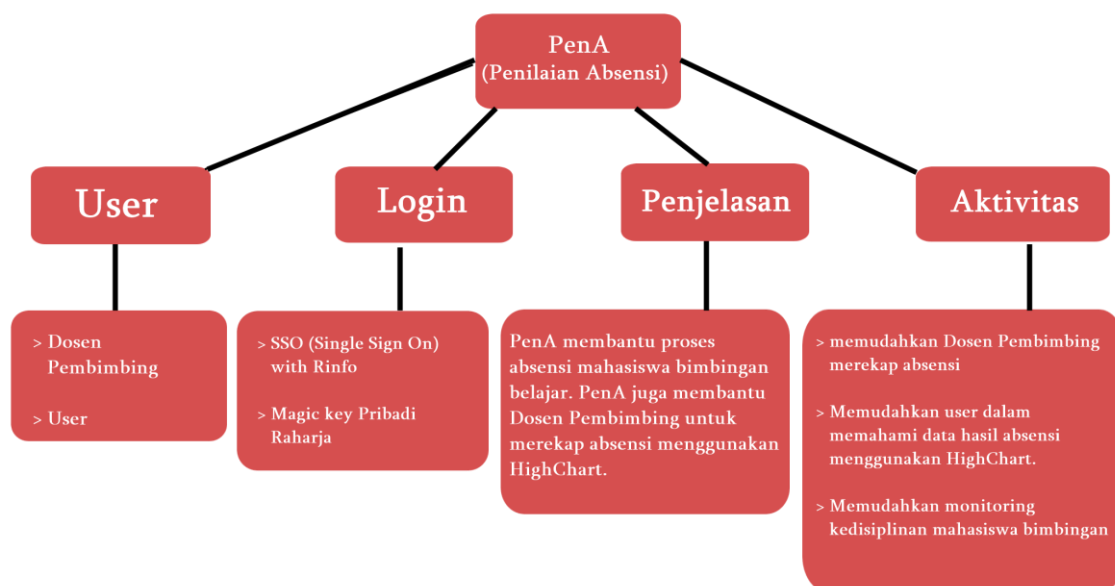 PenA
(Penilaian Absensi)
User
Login
Penjelasan
Aktivitas
> Dosen
Pembimbing
> User
> SSO (Single Sign On)
with Rinfo
> Magic key Pribadi
Raharja
PenA membantu proses
absensi mahasiswa bimbingan
belajar. PenA juga membantu
Dosen Pembimbing untuk
merekap absensi menggunakan
HighChart.
> memudahkan Dosen Pembimbing
merekap absensi
> Memudahkan user dalam
memahami data hasil absensi
menggunakan HighChart.
> Memudahkan monitoring
kedisiplinan mahasiswa bimbingan